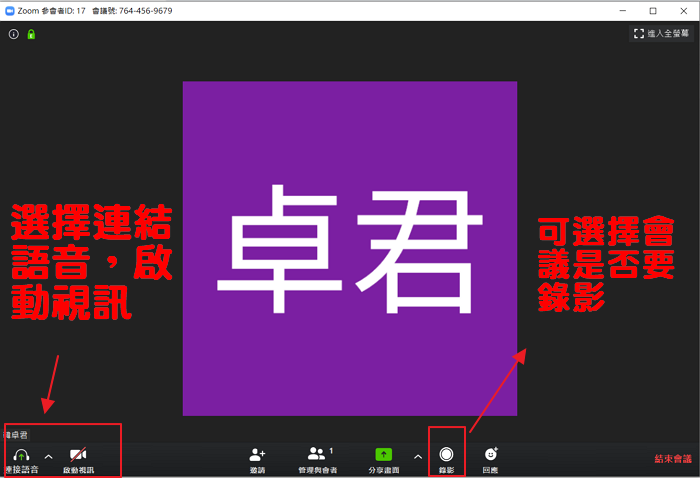 Zoom 參會者ID: 17 會議號: 764-456-9679
進入全螢幕
卓君
選擇連結
語音，啟
動視訊
可選擇會
議是否要
錄影
卓君
連接語音
啟動視訊
邀請
管理與會者
1
分享畫面
錄影
回應
結束會議